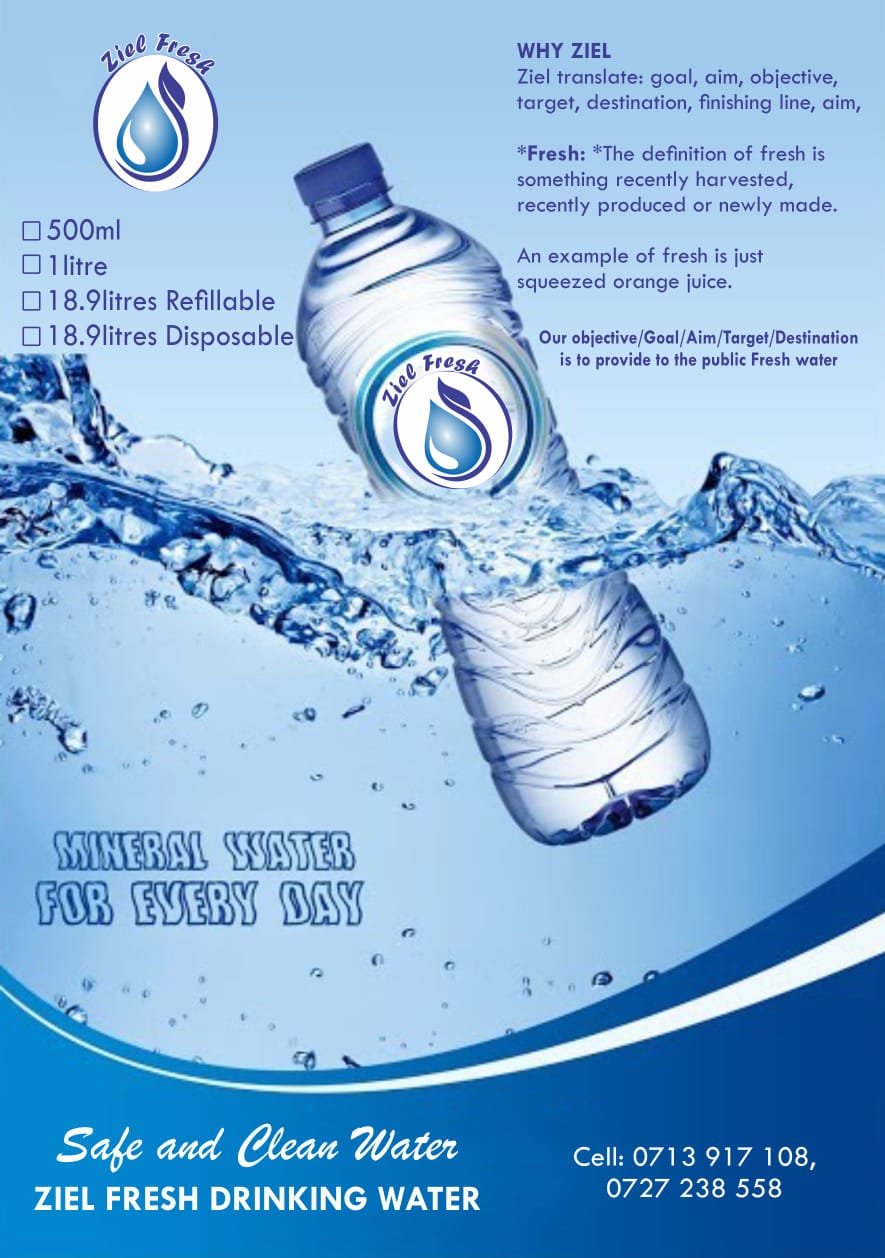 Ziel Fresh
500ml
1litre
18.9litres Refillable
18.9litres Disposable
WHY ZIEL
Ziel translate: goal, aim, objective,
target, destination, finishing line, aim,
*Fresh: *The definition of fresh is
something recently harvested,
recently produced or newly made.
An example of fresh is just
squeezed orange juice.
Our objective/Goal/Aim/Target/Destination
is to provide to the public Fresh water
Ziel Fresh
MINERAL WATER
FOR EVERY DAY
Safe and Clean Water
ZIEL FRESH DRINKING WATER
Cell: 0713 917 108,
0727 238 558